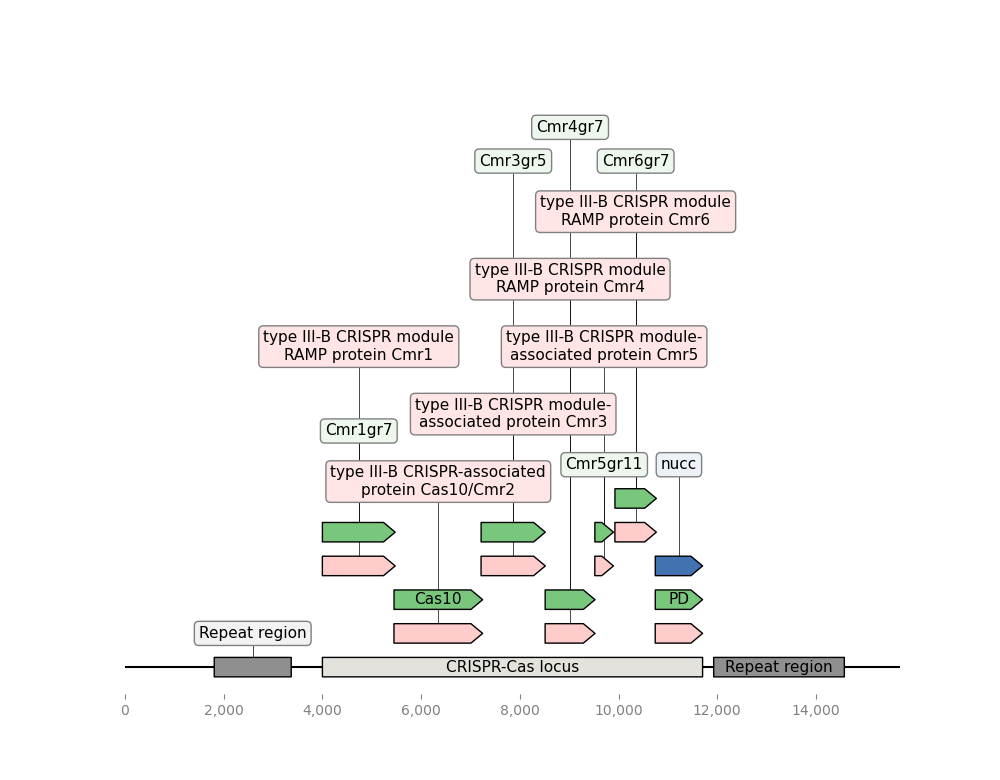 Cmr4gr7
Cmr3gr5
Cmr6gr7
type III-B CRISPR module
RAMP protein Cmr6
type III-B CRISPR module
RAMP protein Cmr4
type III-B CRISPR module
RAMP protein Cmr1
type III-B CRISPR module-
associated protein Cmr5
type III-B CRISPR module-
associated protein Cmr3
Cmr1gr7
Cmr5gr11
nucc
type III-B CRISPR-associated
protein Cas10/Cmr2
Cas10
PD
Repeat region
CRISPR-Cas locus
Repeat region
0
2,000
4,000
6,000
8,000
10,000
12,000
14,000